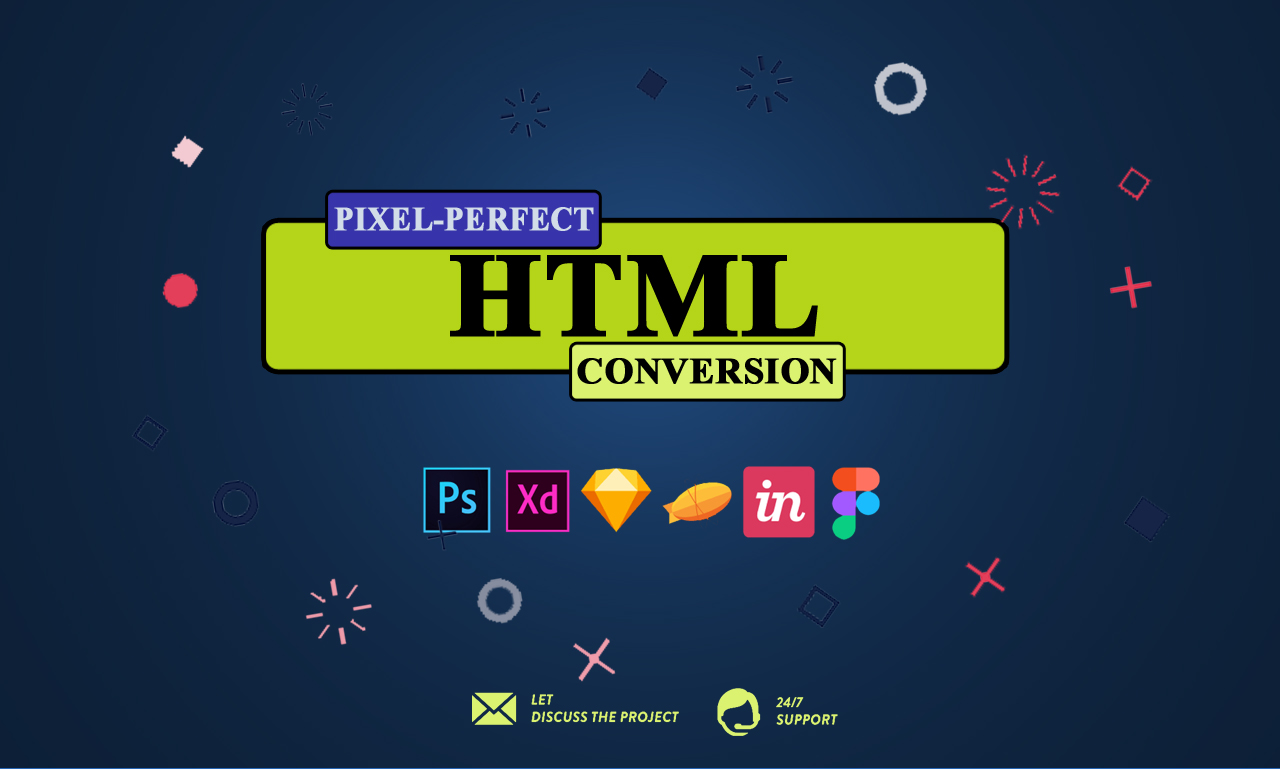 PIXEL-PERFECT
HTML
CONVERSION
Ps Xd in
LET
DISCUSS THE PROJECT
24/7
SUPPORT